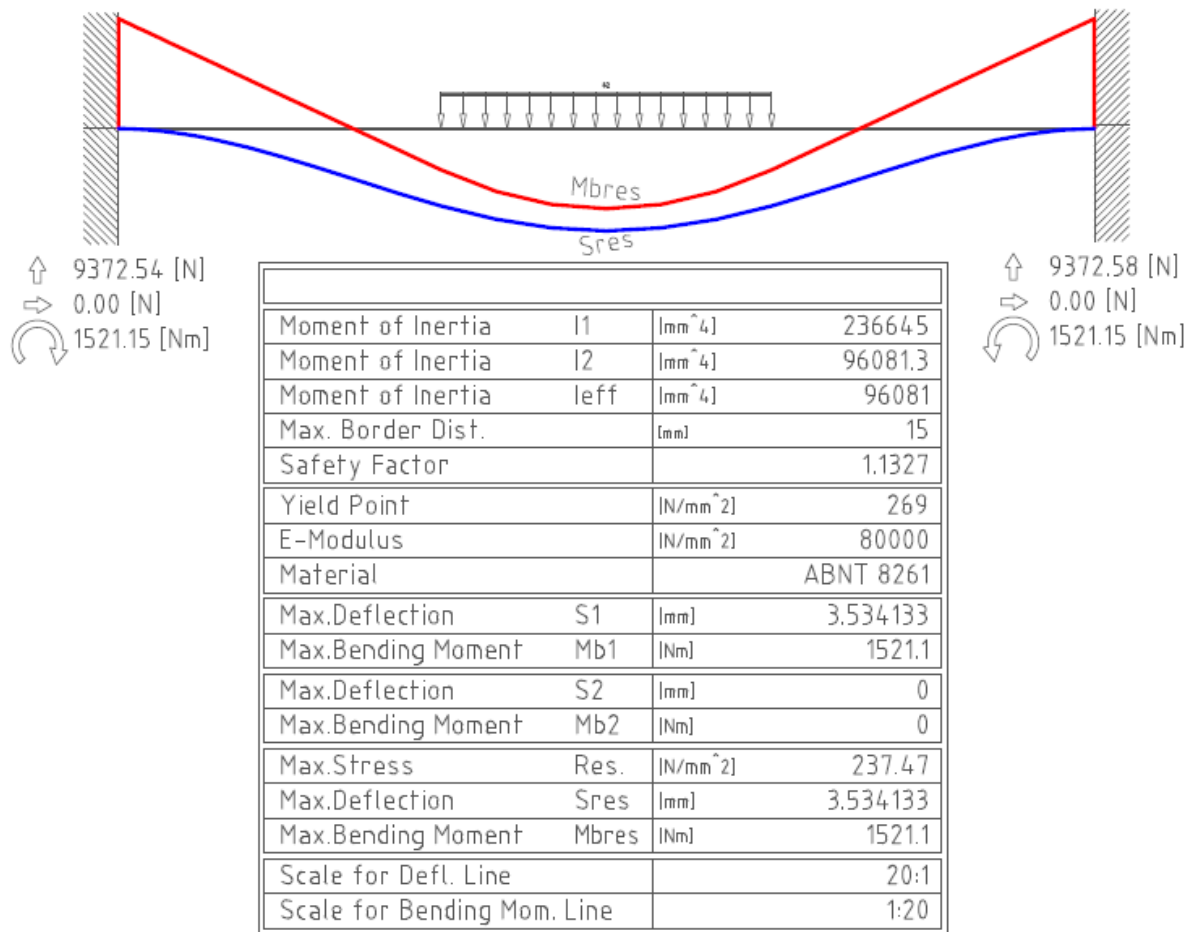 Mbres
Sres
9372.54 [N]
0.00 [N]
1521.15 [Nm]
9372.58 [N]
0.00 [N]
1521.15 [Nm]
Moment of Inertia I1 [mm^4] 236645
Moment of Inertia I2 [mm^4] 96081.3
Moment of Inertia Ieff [mm^4] 96081
Max. Border Dist. [mm] 15
Safety Factor 1.1327
Yield Point [N/mm^2] 269
E-Modulus [N/mm^2] 80000
Material ABNT 8261
Max.Deflection S1 [mm] 3.534133
Max.Bending Moment Mb1 [Nm] 1521.1
Max.Deflection S2 [mm] 0
Max.Bending Moment Mb2 [Nm] 0
Max.Stress Res. [N/mm^2] 237.47
Max.Deflection Sres [mm] 3.534133
Max.Bending Moment Mbres [Nm] 1521.1
Scale for Defl. Line 20:1
Scale for Bending Mom. Line 1:20